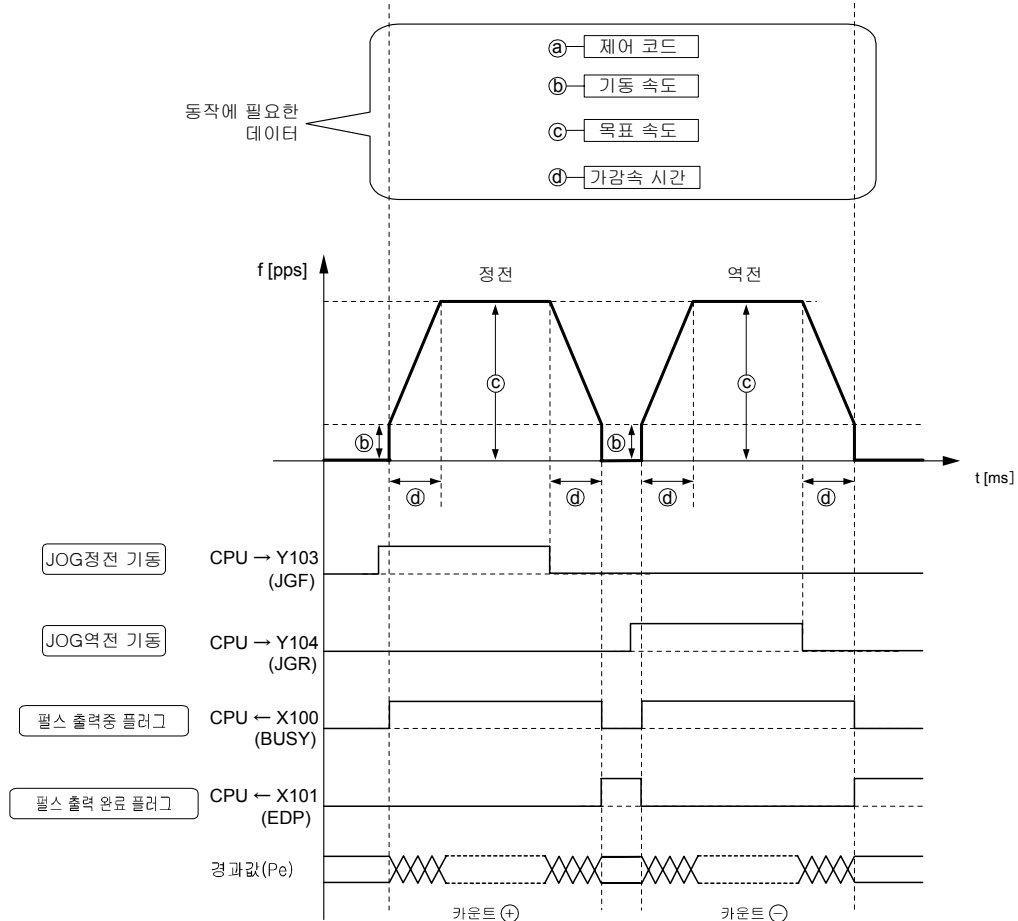 ⓐ 제어 코드
ⓑ 기동 속도
동작에 필요한
데이터
ⓒ 목표 속도
ⓓ 가감속 시간
f [pps]
정전
역전
ⓒ
ⓒ
ⓑ
ⓑ
t [ms]
ⓓ
ⓓ
ⓓ
ⓓ
JOG정전 기동
CPU → Y103
(JGF)
JOG역전 기동
CPU → Y104
(JGR)
펄스 출력중 플러그
CPU ← X100
(BUSY)
펄스 출력 완료 플러그
CPU ← X101
(EDP)
경과값(Pe)
카운트 ⊕
카운트 ⊖